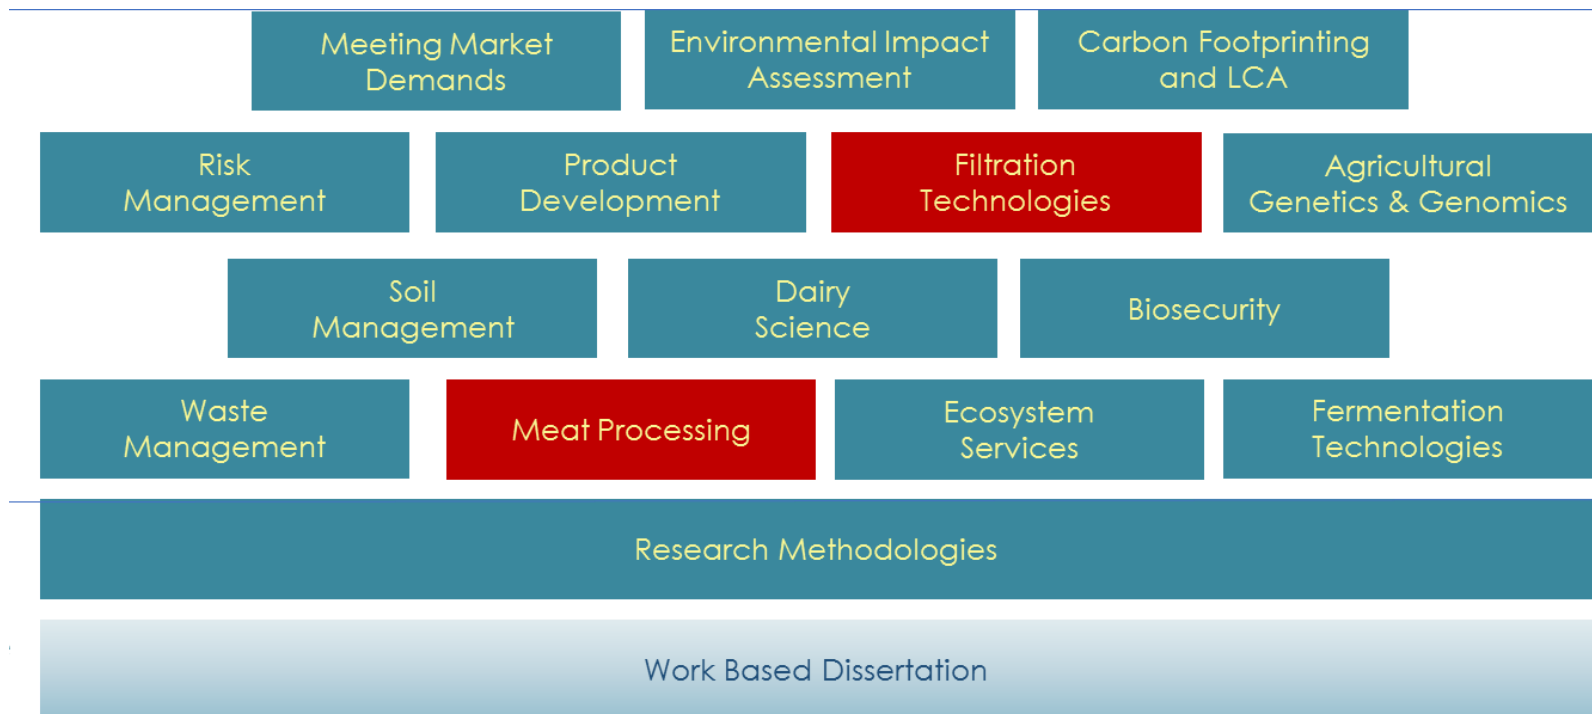 Meeting Market
Demands
Environmental Impact
Assessment
Carbon Footprinting
and LCA
Risk
Management
Product
Development
Filtration
Technologies
Agricultural
Genetics & Genomics
Soil
Management
Dairy
Science
Biosecurity
Waste
Management
Meat Processing
Ecosystem
Services
Fermentation
Technologies
Research Methodologies
Work Based Dissertation